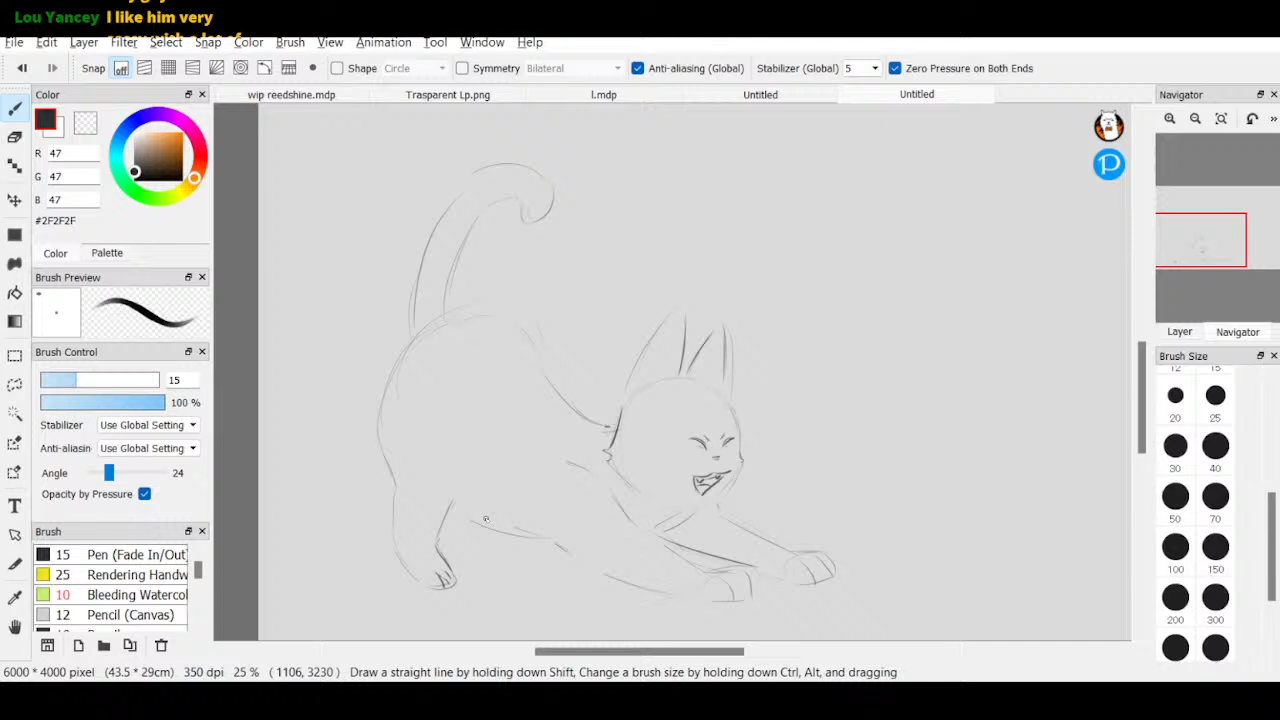 Lou Yancey I like him very
File Edit Layer Filter Select Snap Color Brush View Animation Tool Window Help
Snap off Shape Circle Symmetry Bilateral Anti-aliasing (Global) Stabilizer (Global) 5 Zero Pressure on Both Ends
Color
wip reedshine.mdp Trasparent Lp.png l.mdp Untitled Untitled
Navigator
R 47
G 47
B 47
#2F2F2F
Color Palette
Brush Preview
Layer Navigator
Brush Control
Brush Size
12 15
15
100 %
20 25
Stabilizer Use Global Setting
Anti-aliasin Use Global Setting
30 40
Angle 24
Opacity by Pressure
50 70
Brush
15 Pen (Fade In/Out)
100 150
25 Rendering Handw
10 Bleeding Watercol
12 Pencil (Canvas)
200 300
6000 * 4000 pixel (43.5 * 29cm) 350 dpi 25 % ( 1106, 3230 ) Draw a straight line by holding down Shift, Change a brush size by holding down Ctrl, Alt, and dragging